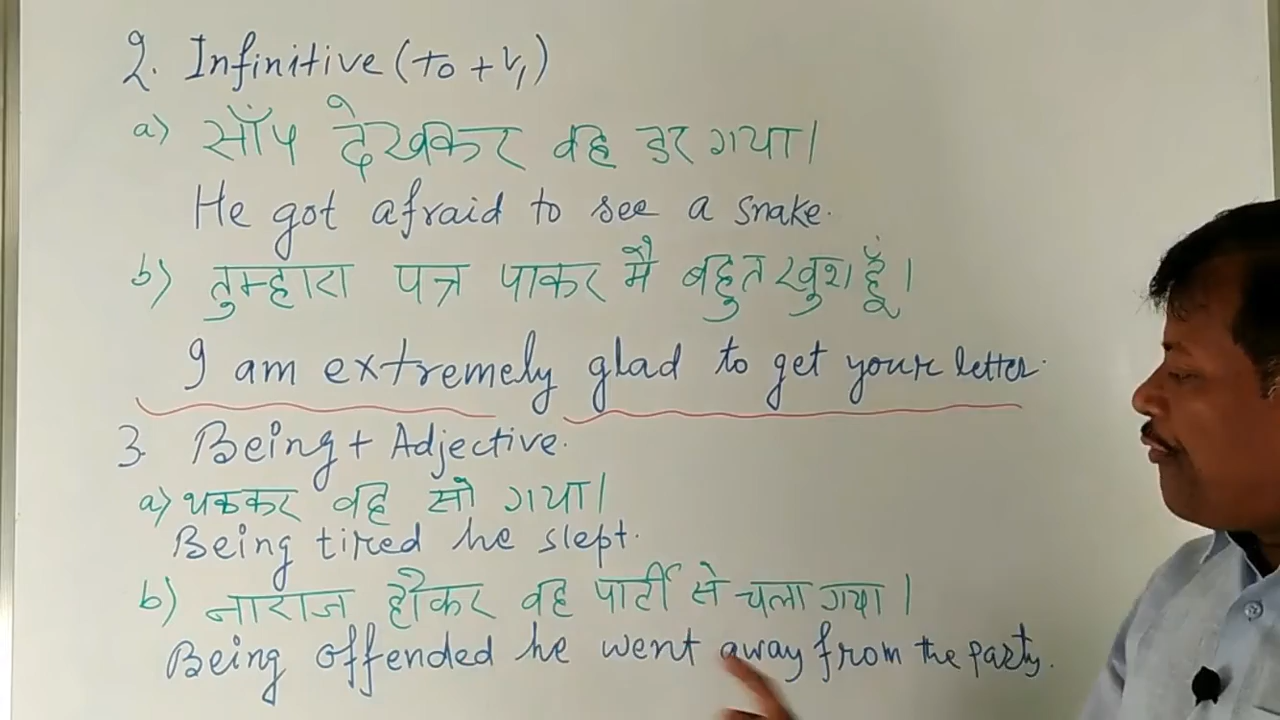 2. Infinitive (to + V1)
a) साँप देखकर वह डर गया।
He got afraid to see a snake.
b) तुम्हारा पत्र पाकर मै बहुत खुश हूँ।
I am extremely glad to get your letter.
3. Being + Adjective.
a) थककर वह सो गया।
Being tired he slept.
b) नाराज होकर वह पार्टी से चला गया।
Being offended he went away from the party.